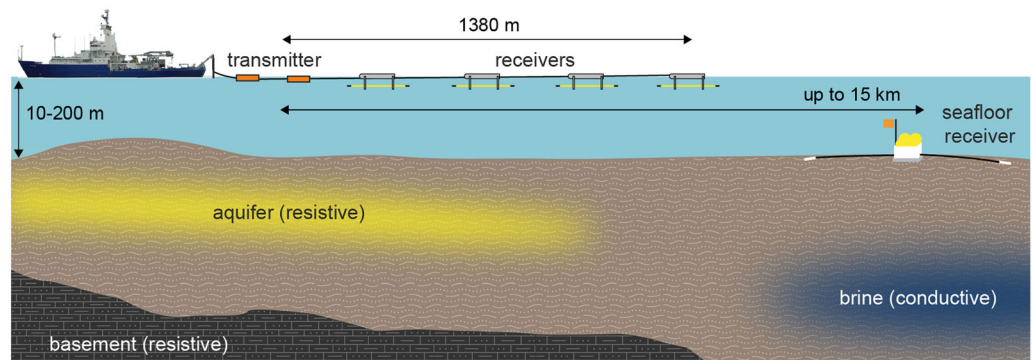 1380 m
transmitter
receivers
up to 15 km
10-200 m
seafloor
receiver
aquifer (resistive)
brine (conductive)
basement (resistive)